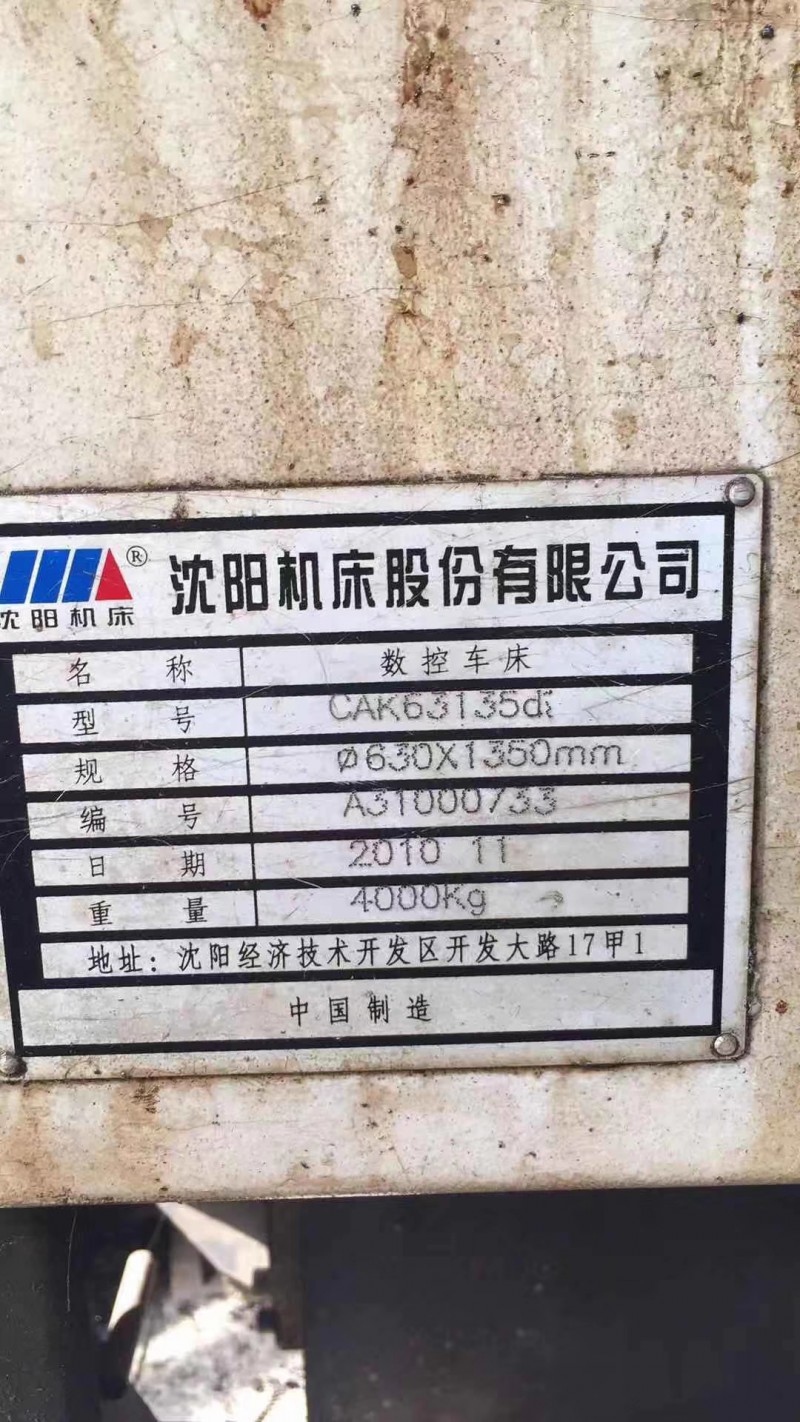 ® 沈阳机床股份有限公司
沈阳机床
名 称 数控车床
型 号 CAK63135di
规 格 ø630X1350mm
编 号 A31000733
日 期 2010 11
重 量 4000Kg
地址：沈阳经济技术开发区开发大路17甲1
中国制造